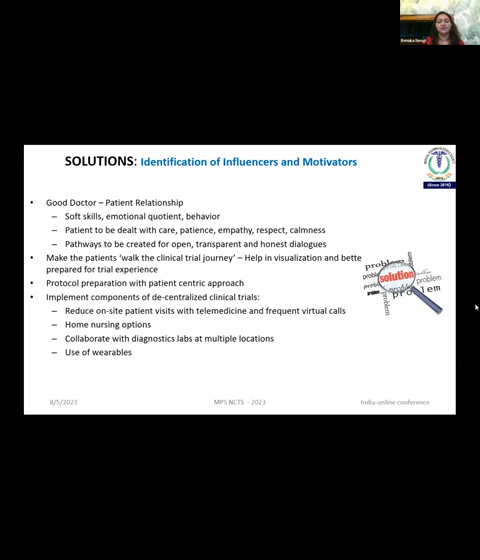 Renuka Neogi
SOLUTIONS: Identification of Influencers and Motivators
(Since 2016)
• Good Doctor – Patient Relationship
– Soft skills, emotional quotient, behavior
– Patient to be dealt with care, patience, empathy, respect, calmness
– Pathways to be created for open, transparent and honest dialogues
• Make the patients ‘walk the clinical trial journey’ – Help in visualization and bette
prepared for trial experience
• Protocol preparation with patient centric approach
• Implement components of de-centralized clinical trials:
– Reduce on-site patient visits with telemedicine and frequent virtual calls
– Home nursing options
– Collaborate with diagnostics labs at multiple locations
– Use of wearables
problem
solution
problem
problem
problem
8/5/2023
MPS NCTS - 2023
India-online conference